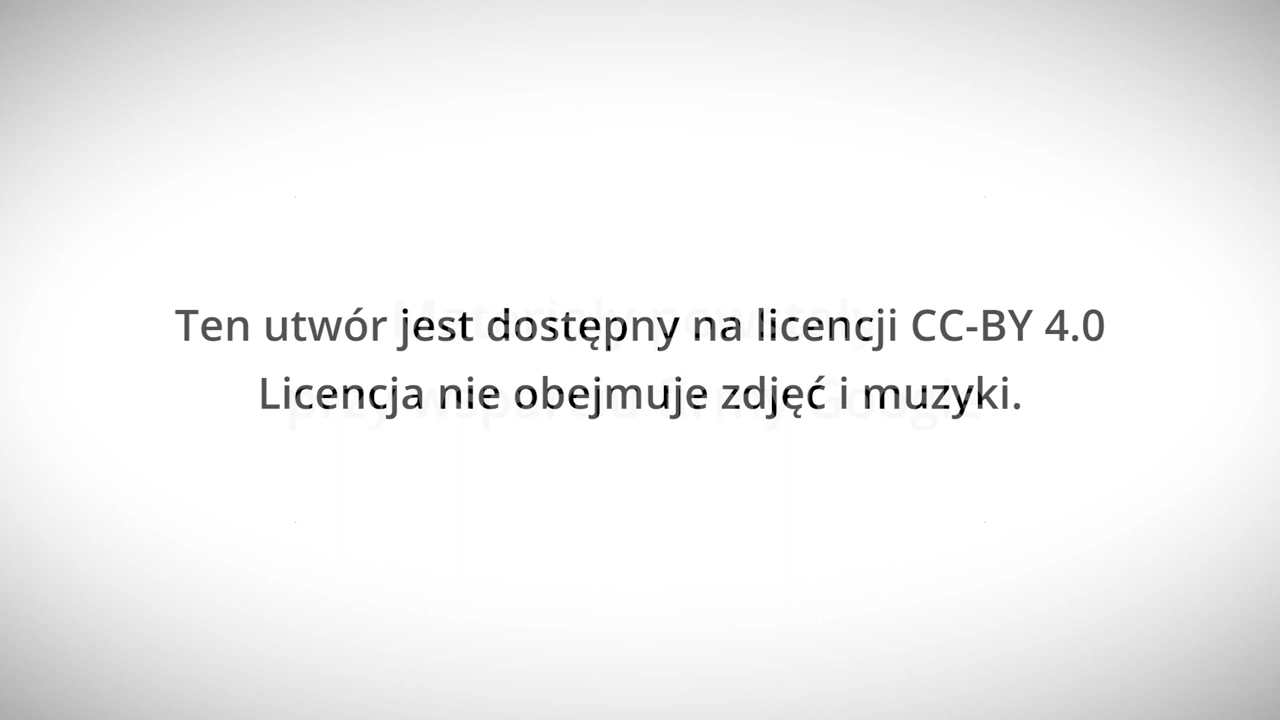 Ten utwór jest dostępny na licencji CC-BY 4.0
Licencja nie obejmuje zdjęć i muzyki.